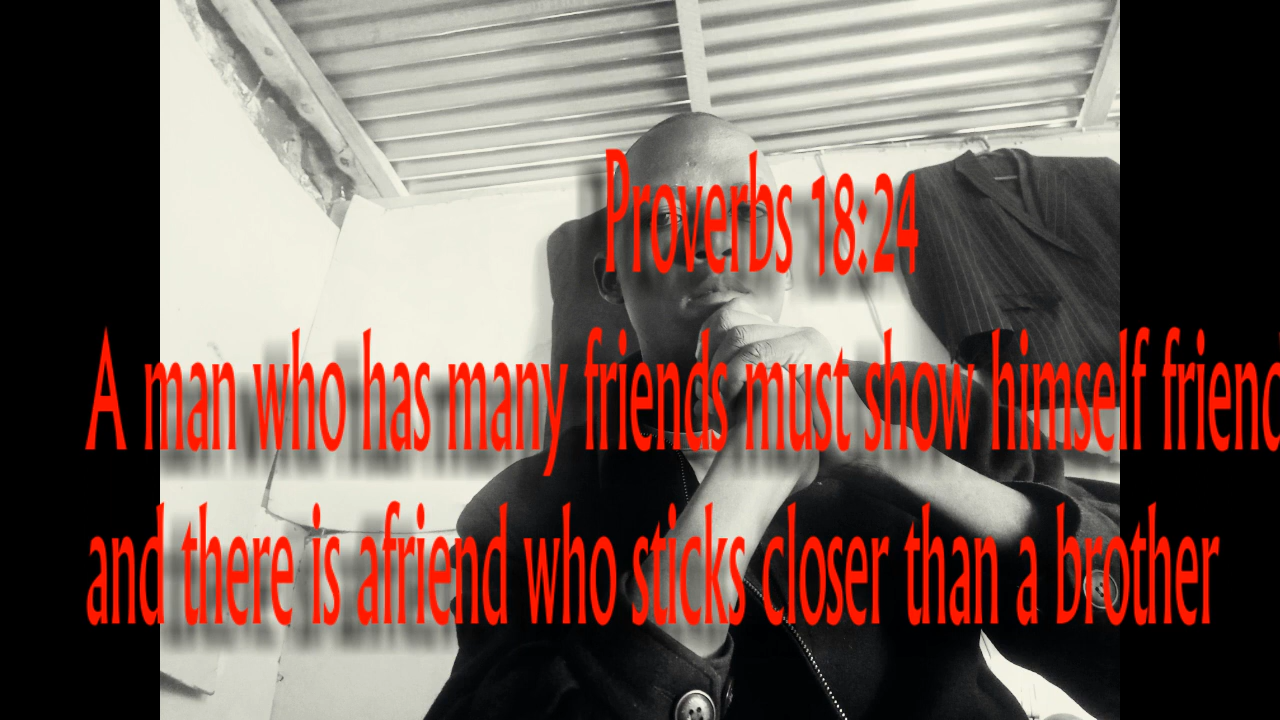 Proverbs 18:24
A man who has many friends must show himself friend
and there is afriend who sticks closer than a brother